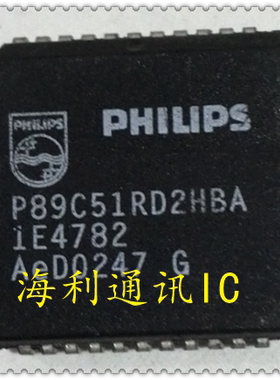 PHILIPS
PHILIPS
P89C51RD2HBA
1E4782
AeD0247 G
海利通讯IC